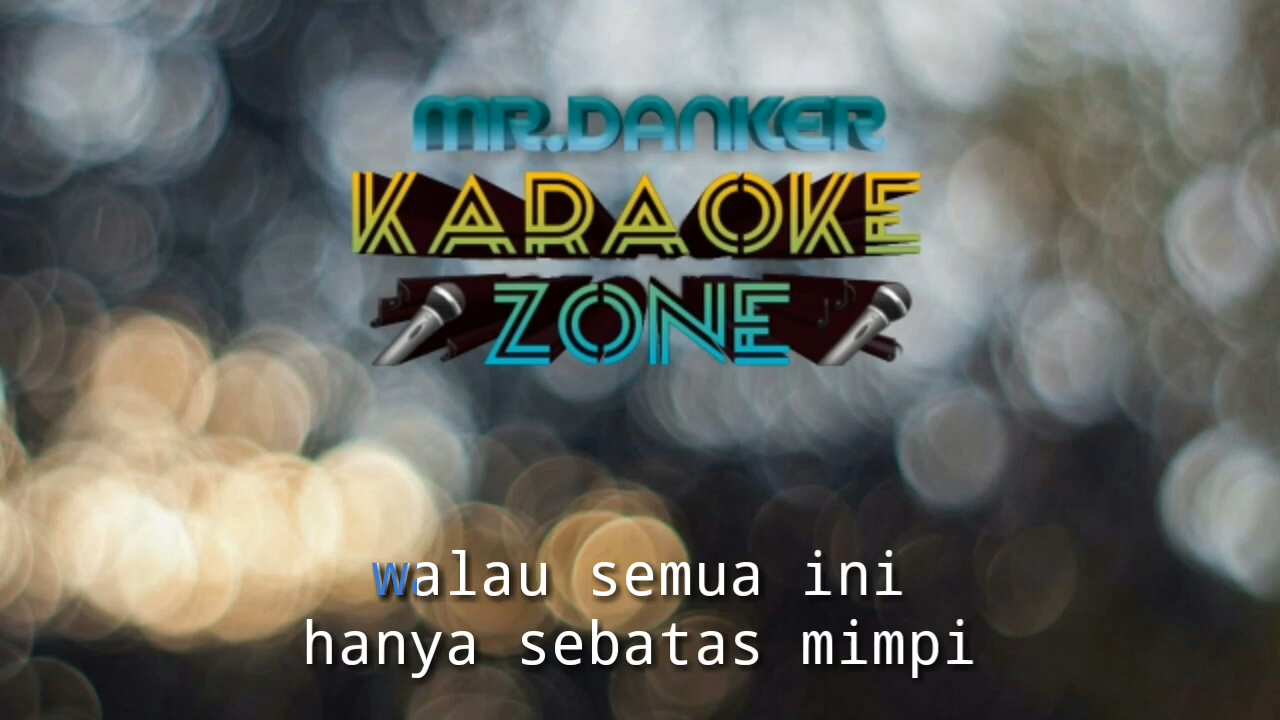 MR.DANKER
KARAOKE
ZONE
walau semua ini
hanya sebatas mimpi